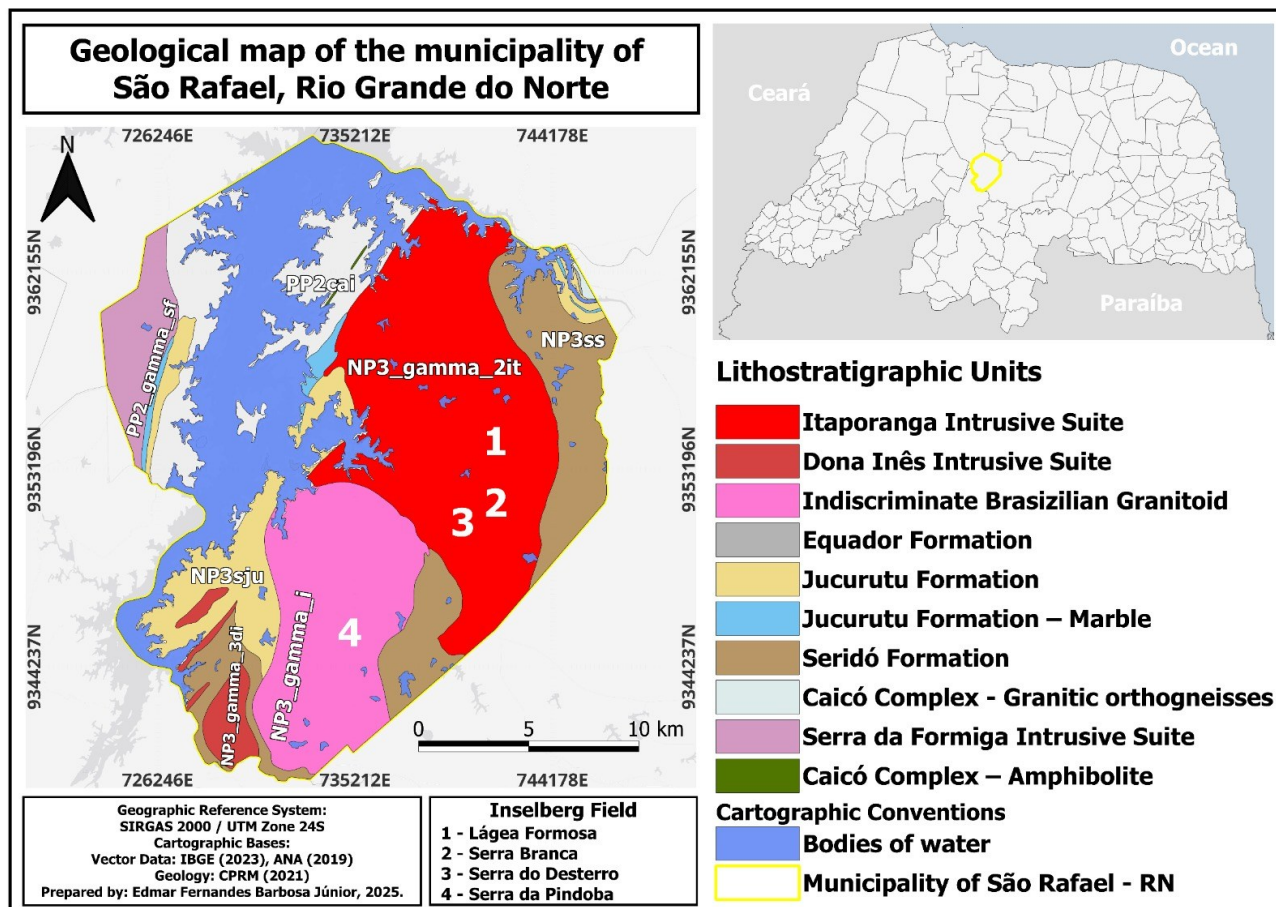 Geological map of the municipality of
São Rafael, Rio Grande do Norte
726246E
735212E
744178E
N
9362155N
9353196N
9344237N
9362155N
9353196N
9344237N
PP2cai
PP2_gamma_sf
NP3ss
NP3_gamma_2it
1
2
3
4
NP3sju
NP3_gamma_3di
NP3_gamma_i
0 5 10 km
726246E
735212E
744178E
Geographic Reference System:
SIRGAS 2000 / UTM Zone 24S
Cartographic Bases:
Vector Data: IBGE (2023), ANA (2019)
Geology: CPRM (2021)
Prepared by: Edmar Fernandes Barbosa Júnior, 2025.
Inselberg Field
1 - Lágea Formosa
2 - Serra Branca
3 - Serra do Desterro
4 - Serra da Pindoba
Ocean
Ceará
Paraíba
Lithostratigraphic Units
Itaporanga Intrusive Suite
Dona Inês Intrusive Suite
Indiscriminate Brasizilian Granitoid
Equador Formation
Jucurutu Formation
Jucurutu Formation – Marble
Seridó Formation
Caicó Complex - Granitic orthogneisses
Serra da Formiga Intrusive Suite
Caicó Complex – Amphibolite
Cartographic Conventions
Bodies of water
Municipality of São Rafael - RN